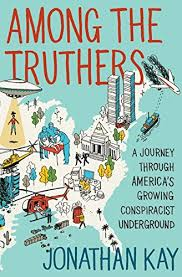 AMONG THE
TRUTHERS
A JOURNEY
THROUGH
AMERICA'S
GROWING
CONSPIRACIST
UNDERGROUND
JONATHAN KAY